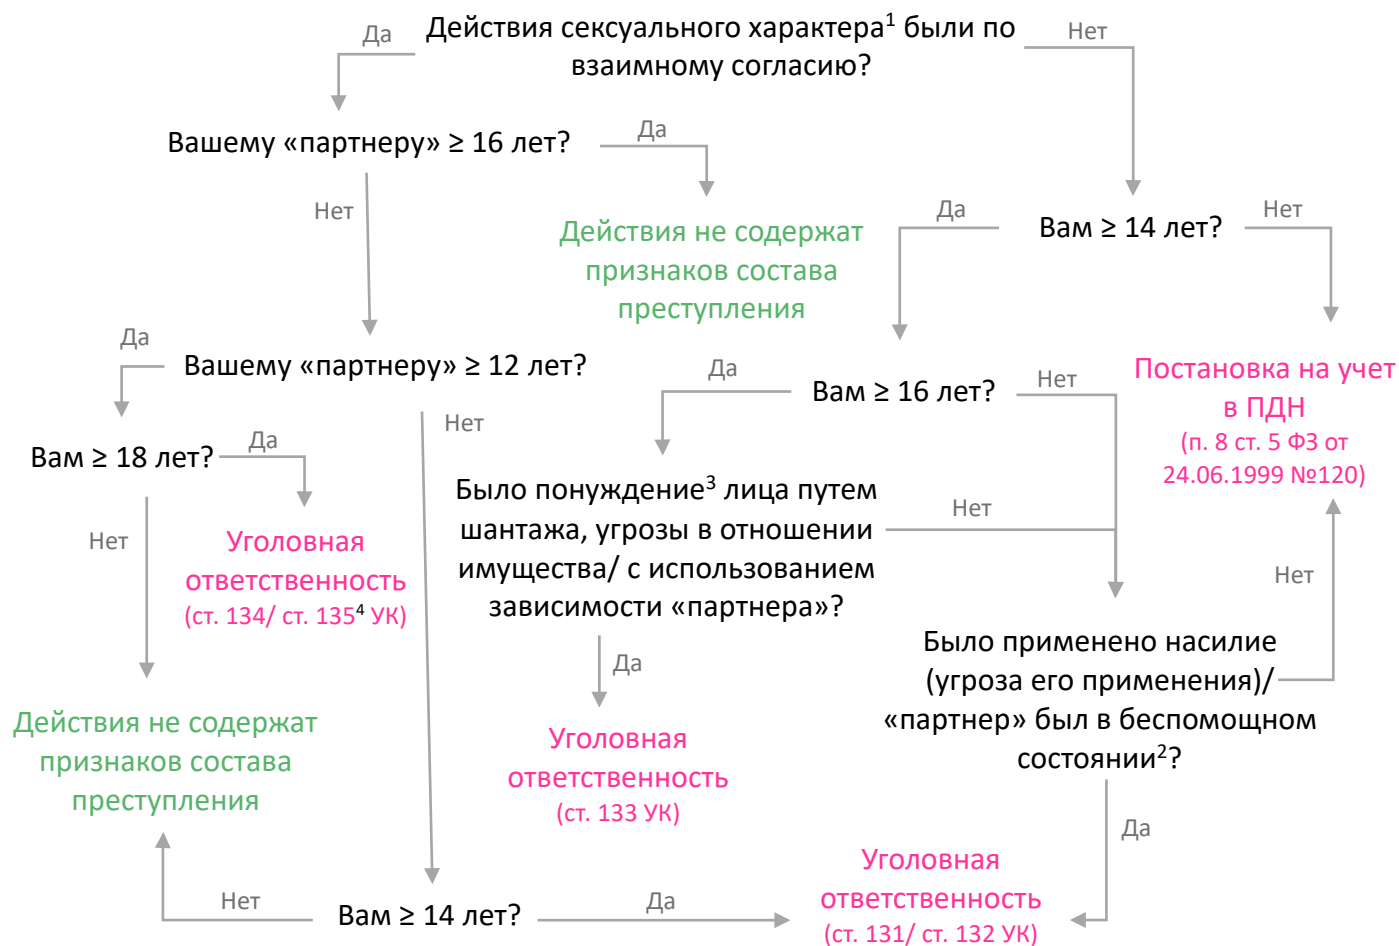 Действия сексуального характера¹ были по
взаимному согласию?
Да
Нет
Вашему «партнеру» ≥ 16 лет?
Да
Нет
Действия не содержат
признаков состава
преступления
Да
Вам ≥ 14 лет?
Нет
Да
Вашему «партнеру» ≥ 12 лет?
Нет
Да
Вам ≥ 16 лет?
Нет
Постановка на учет
в ПДН
(п. 8 ст. 5 ФЗ от
24.06.1999 №120)
Вам ≥ 18 лет?
Да
Нет
Уголовная
ответственность
(ст. 134/ ст. 135⁴ УК)
Было понуждение³ лица путем
шантажа, угрозы в отношении
имущества/ с использованием
зависимости «партнера»?
Нет
Да
Нет
Было применено насилие
(угроза его применения)/
«партнер» был в беспомощном
состоянии²?
Действия не содержат
признаков состава
преступления
Уголовная
ответственность
(ст. 133 УК)
Да
Нет
Вам ≥ 14 лет?
Да
Уголовная
ответственность
(ст. 131/ ст. 132 УК)